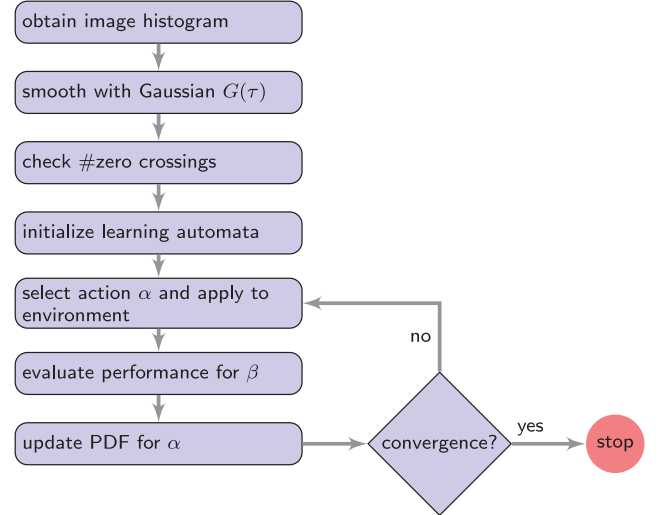 obtain image histogram
smooth with Gaussian G(τ)
check #zero crossings
initialize learning automata
select action α and apply to
environment
no
evaluate performance for β
update PDF for α
convergence?
yes
stop